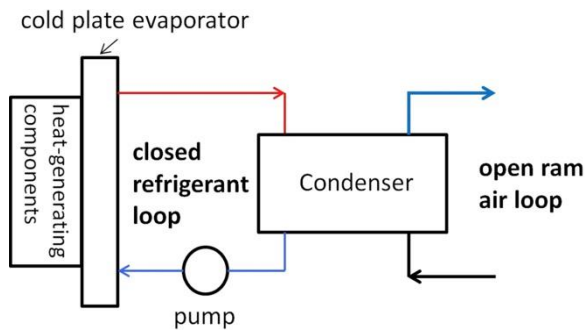 cold plate evaporator
heat-generating
components
closed
refrigerant
loop
Condenser
open ram
air loop
pump